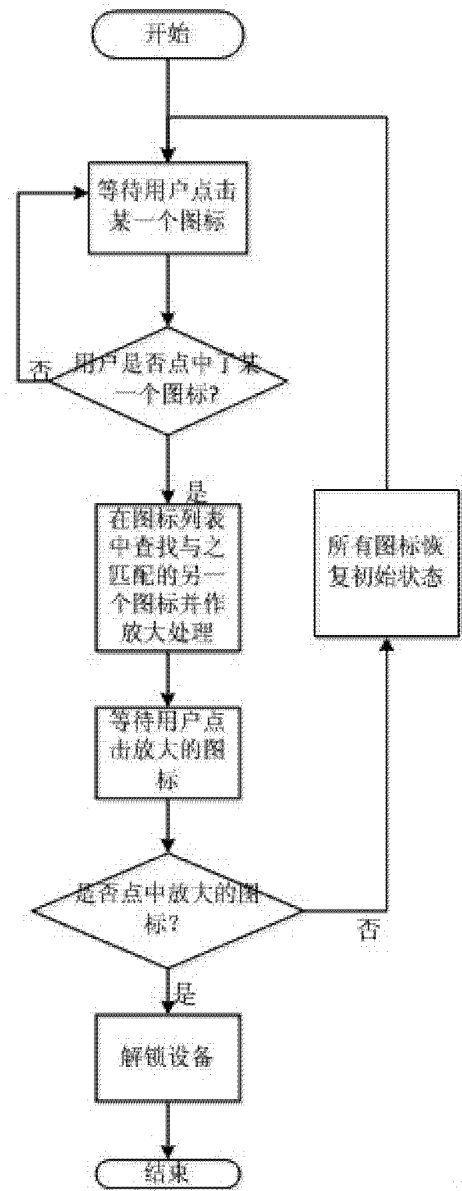 开始
等待用户点击
某一个图标
用户是否点中了某
一个图标?
否
是
在图标列表
中查找与之
匹配的另一
个图标并作
放大处理
所有图标恢
复初始状态
等待用户点
击放大的图
标
是否点中放大的图
标?
否
是
解锁设备
结束